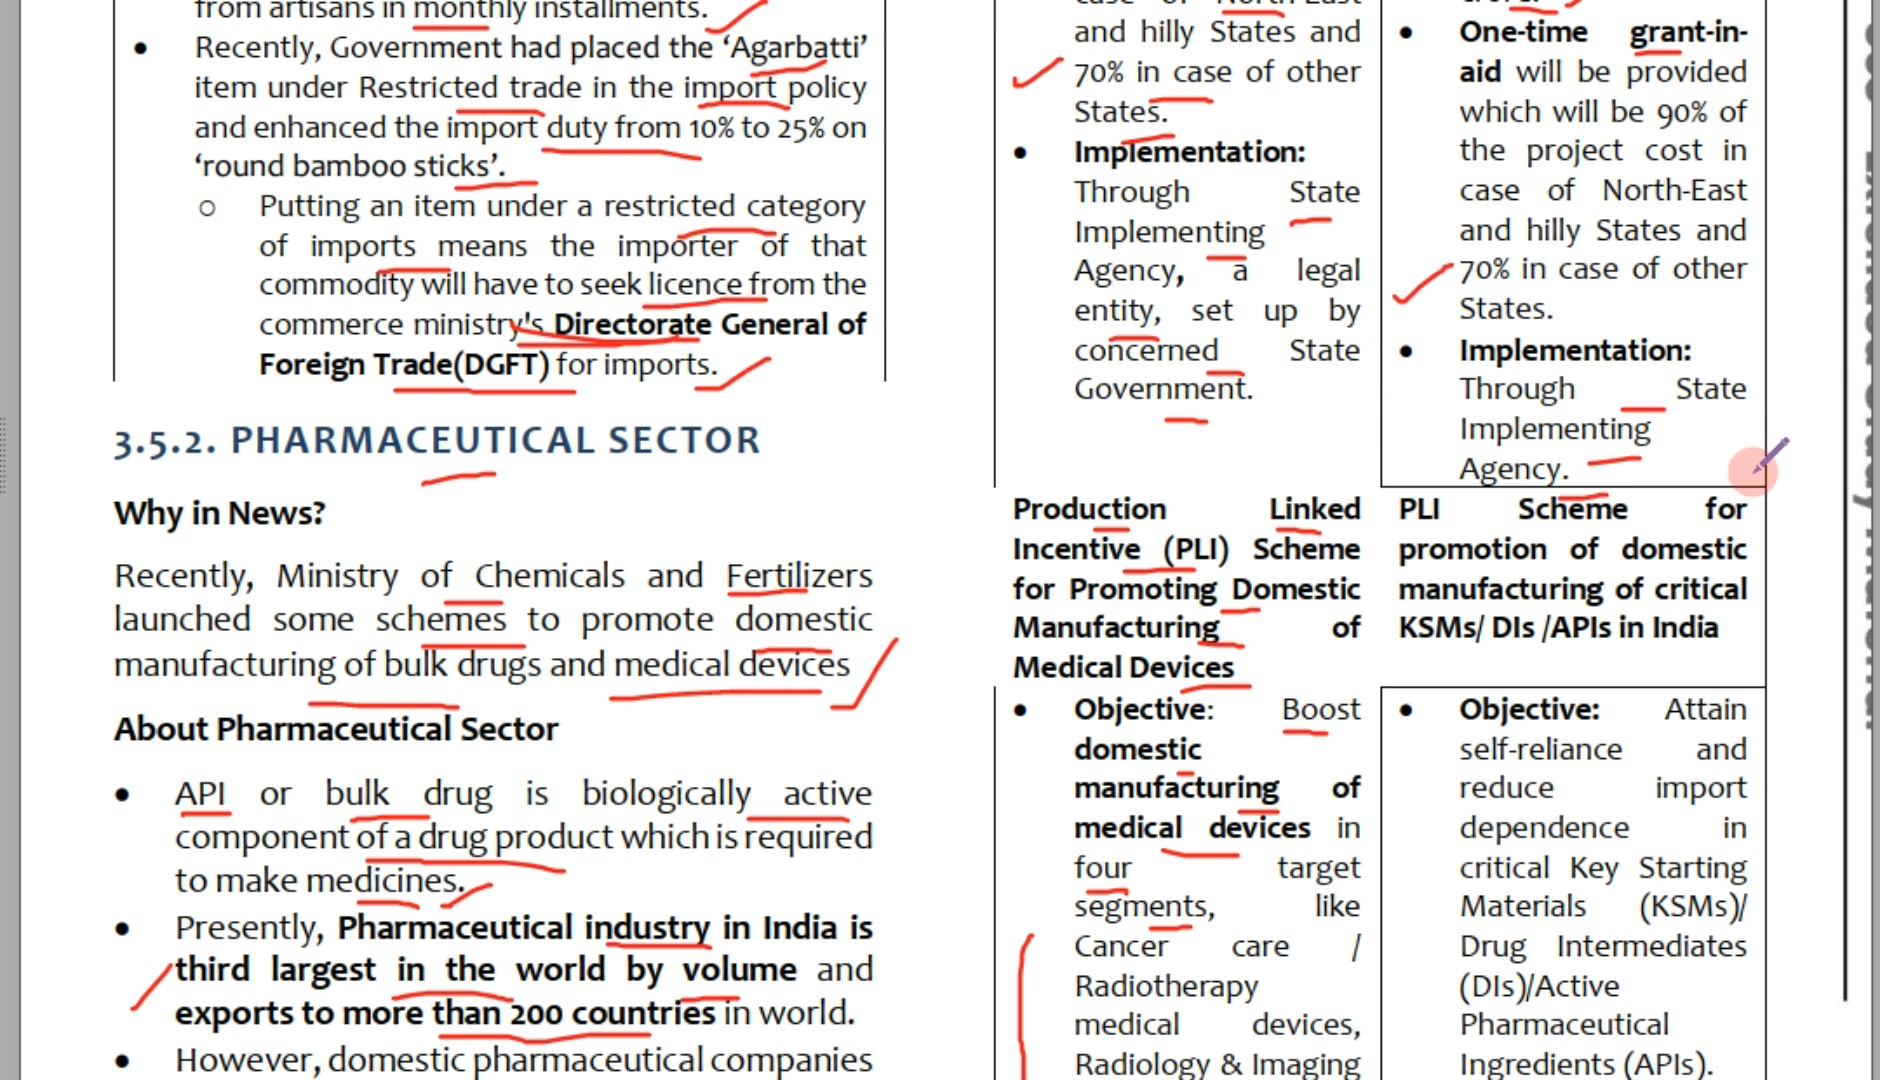 from artisans in monthly installments.
• Recently, Government had placed the ‘Agarbatti’
item under Restricted trade in the import policy
and enhanced the import duty from 10% to 25% on
‘round bamboo sticks’.
o Putting an item under a restricted category
of imports means the importer of that
commodity will have to seek licence from the
commerce ministry's Directorate General of
Foreign Trade(DGFT) for imports.
3.5.2. PHARMACEUTICAL SECTOR
Why in News?
Recently, Ministry of Chemicals and Fertilizers
launched some schemes to promote domestic
manufacturing of bulk drugs and medical devices
About Pharmaceutical Sector
• API or bulk drug is biologically active
component of a drug product which is required
to make medicines.
• Presently, Pharmaceutical industry in India is
third largest in the world by volume and
exports to more than 200 countries in world.
• However, domestic pharmaceutical companies
case of North-East
and hilly States and
70% in case of other
States.
• Implementation:
Through State
Implementing
Agency, a legal
entity, set up by
concerned State
Government.
• One-time grant-in-
aid will be provided
which will be 90% of
the project cost in
case of North-East
and hilly States and
70% in case of other
States.
• Implementation:
Through State
Implementing
Agency.
Production Linked
Incentive (PLI) Scheme
for Promoting Domestic
Manufacturing of
Medical Devices
PLI Scheme for
promotion of domestic
manufacturing of critical
KSMs/ DIs /APIs in India
• Objective: Boost
domestic
manufacturing of
medical devices in
four target
segments, like
Cancer care /
Radiotherapy
medical devices,
Radiology & Imaging
• Objective: Attain
self-reliance and
reduce import
dependence in
critical Key Starting
Materials (KSMs)/
Drug Intermediates
(DIs)/Active
Pharmaceutical
Ingredients (APIs).